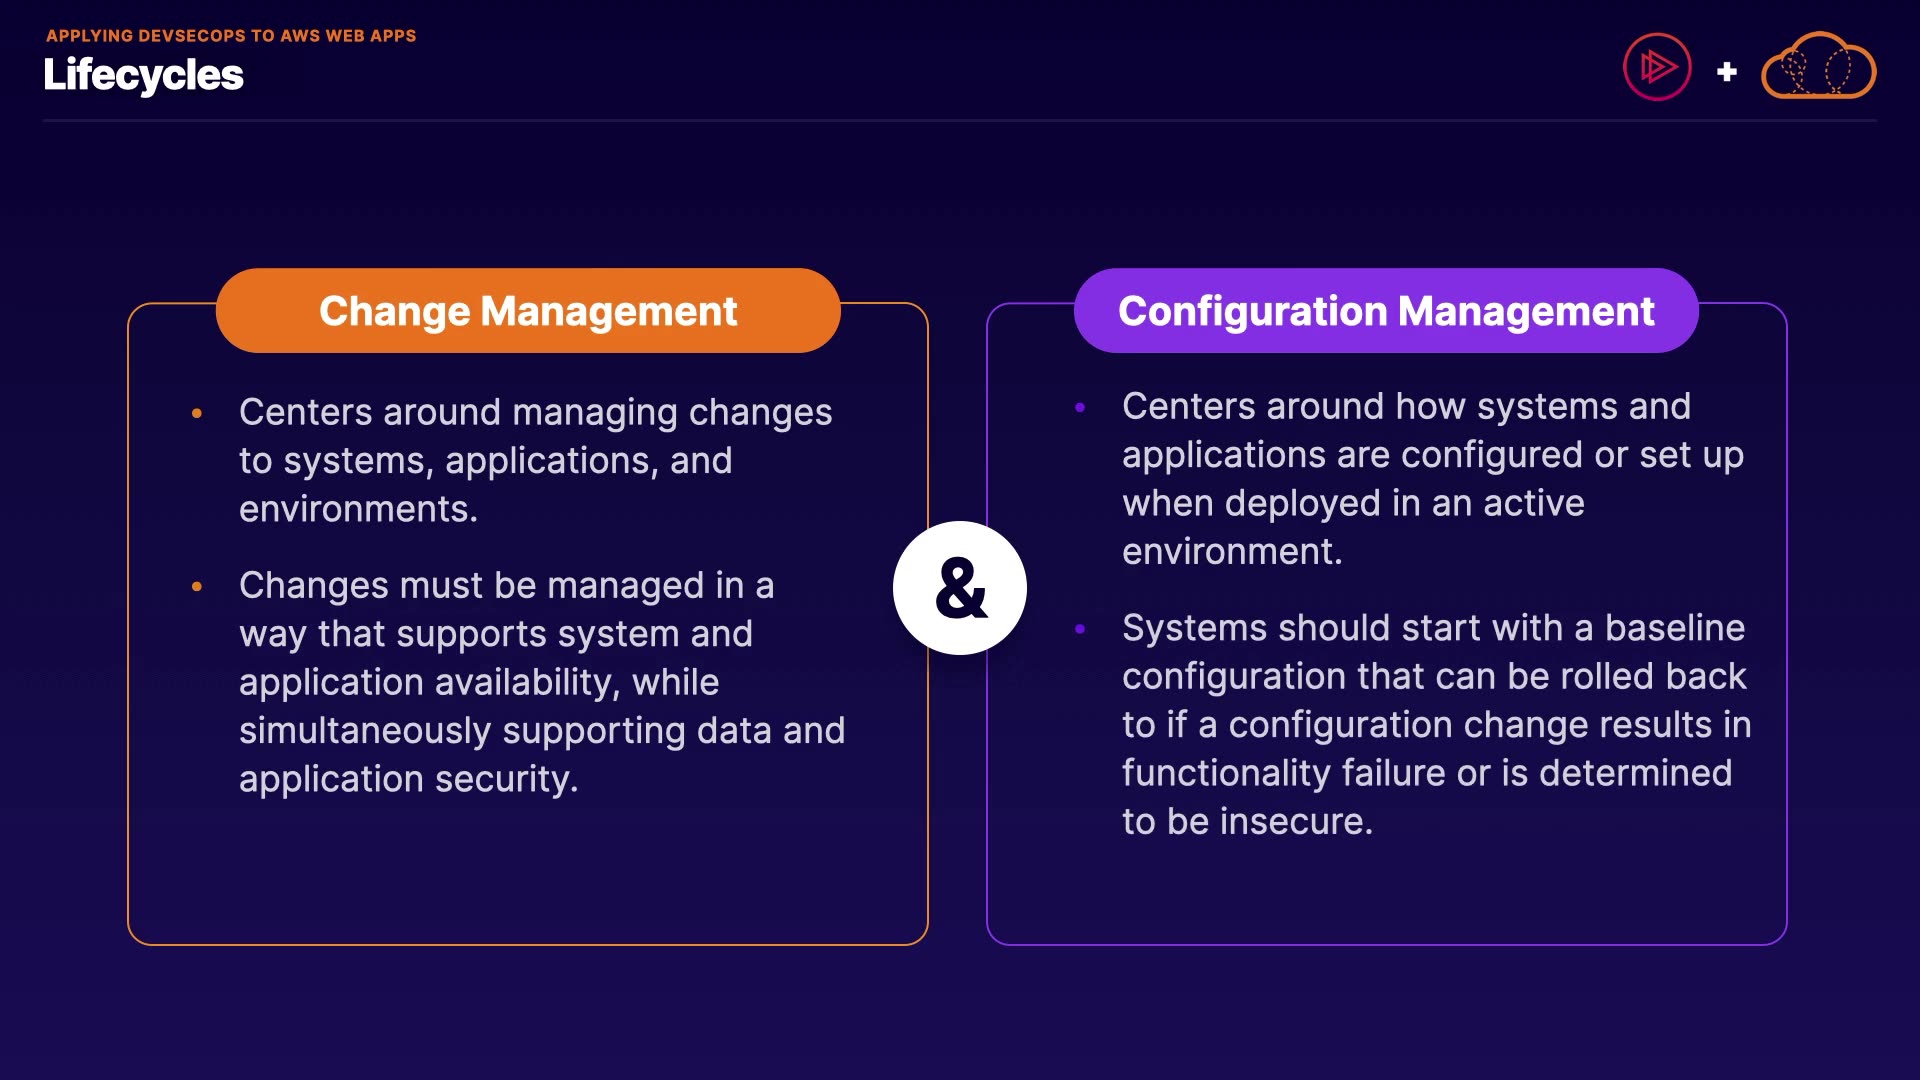 APPLYING DEVSECOPS TO AWS WEB APPS
Lifecycles
+
Change Management
• Centers around managing changes
to systems, applications, and
environments.
• Changes must be managed in a
way that supports system and
application availability, while
simultaneously supporting data and
application security.
&
Configuration Management
• Centers around how systems and
applications are configured or set up
when deployed in an active
environment.
• Systems should start with a baseline
configuration that can be rolled back
to if a configuration change results in
functionality failure or is determined
to be insecure.